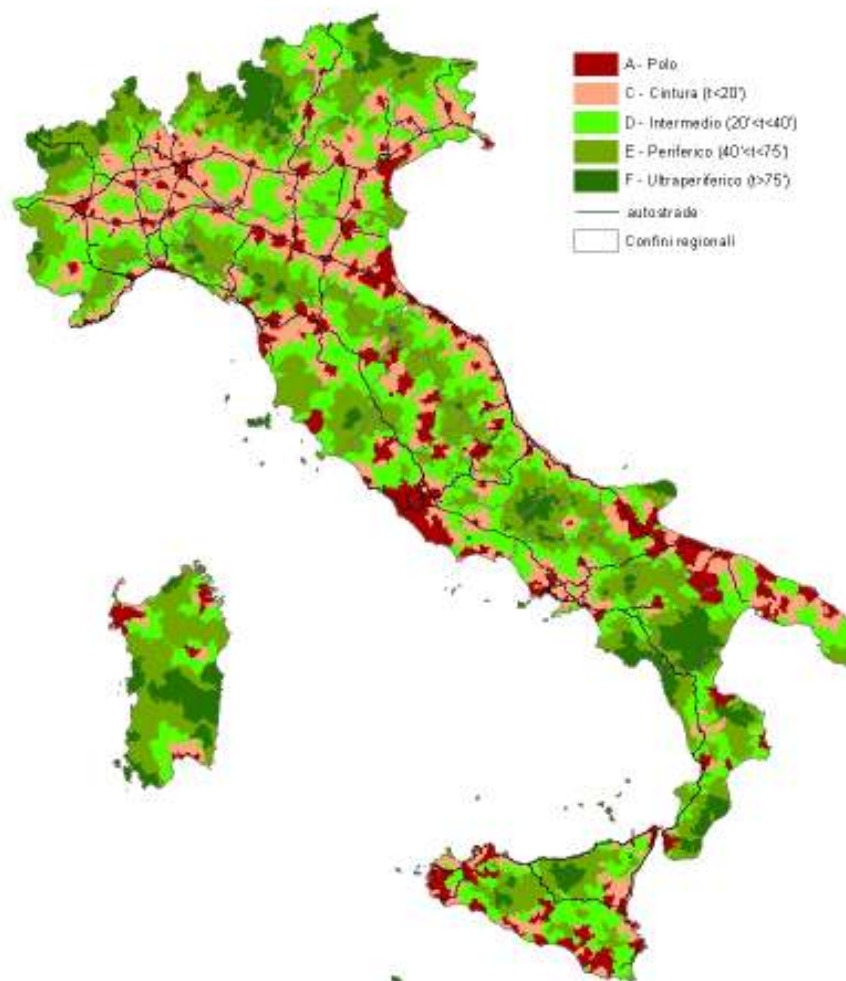 A - Polo
C - Cintura (t<20')
D - Intermedio (20'<t<40')
E - Periferico (40'<t<75')
F - Ultraperiferico (t>75')
autostrade
Confini regionali